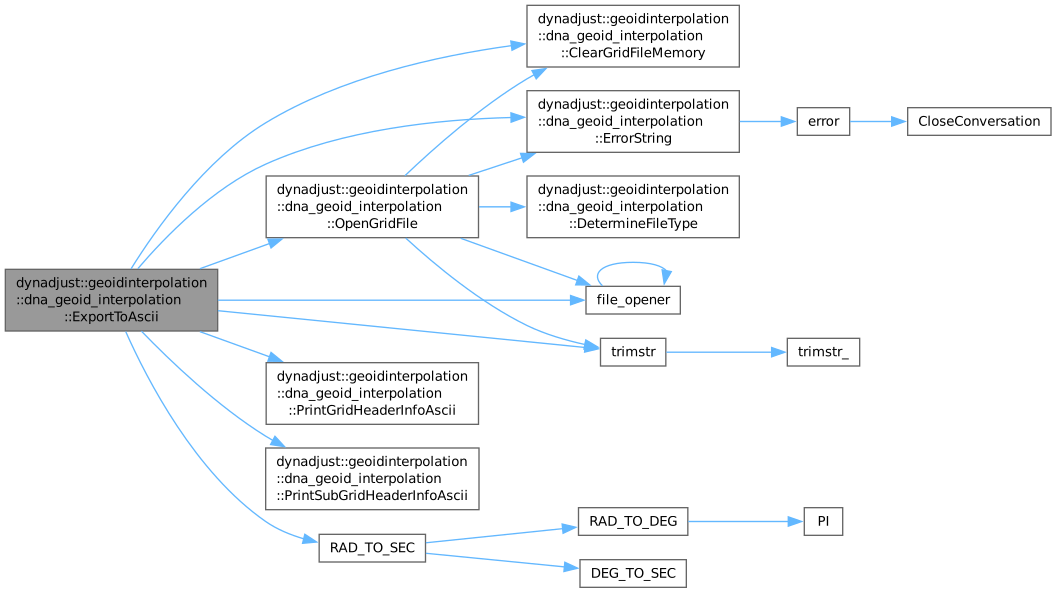 dynadjust::geoidinterpolation
::dna_geoid_interpolation
::ClearGridFileMemory
dynadjust::geoidinterpolation
::dna_geoid_interpolation
::ErrorString
error
CloseConversation
dynadjust::geoidinterpolation
::dna_geoid_interpolation
::OpenGridFile
dynadjust::geoidinterpolation
::dna_geoid_interpolation
::DetermineFileType
dynadjust::geoidinterpolation
::dna_geoid_interpolation
::ExportToAscii
file_opener
trimstr
trimstr_
dynadjust::geoidinterpolation
::dna_geoid_interpolation
::PrintGridHeaderInfoAscii
dynadjust::geoidinterpolation
::dna_geoid_interpolation
::PrintSubGridHeaderInfoAscii
RAD_TO_SEC
RAD_TO_DEG
PI
DEG_TO_SEC